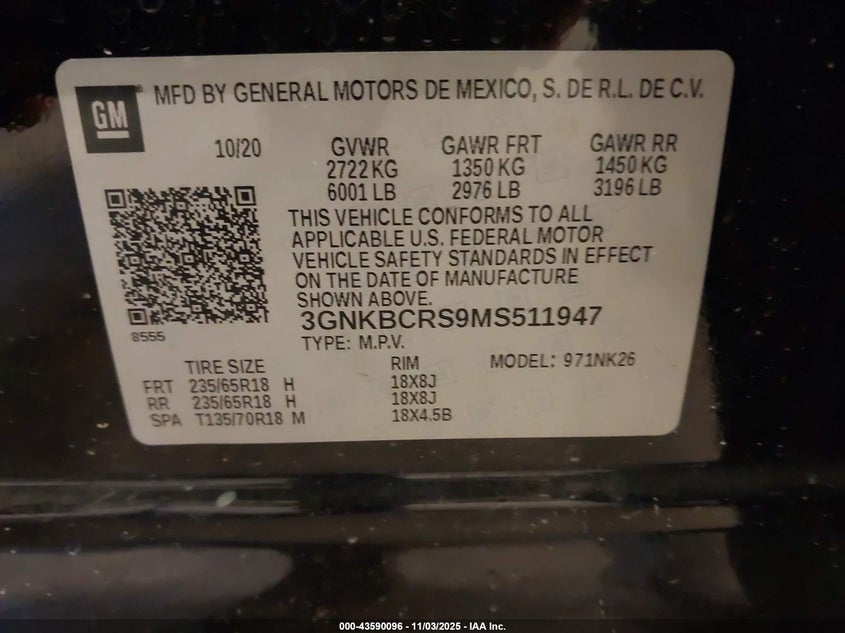 GM
MFD BY GENERAL MOTORS DE MEXICO, S. DE R.L. DE C.V.
10/20 GVWR GAWR FRT GAWR RR
2722 KG 1350 KG 1450 KG
6001 LB 2976 LB 3196 LB
THIS VEHICLE CONFORMS TO ALL
APPLICABLE U.S. FEDERAL MOTOR
VEHICLE SAFETY STANDARDS IN EFFECT
ON THE DATE OF MANUFACTURE
SHOWN ABOVE.
3GNKBCRS9MS511947
8555
TYPE: M.P.V.
TIRE SIZE RIM MODEL: 971NK26
FRT 235/65R18 H 18X8J
RR 235/65R18 H 18X8J
SPA T135/70R18 M 18X4.5B
000-43590096 - 11/03/2025 - IAA Inc.